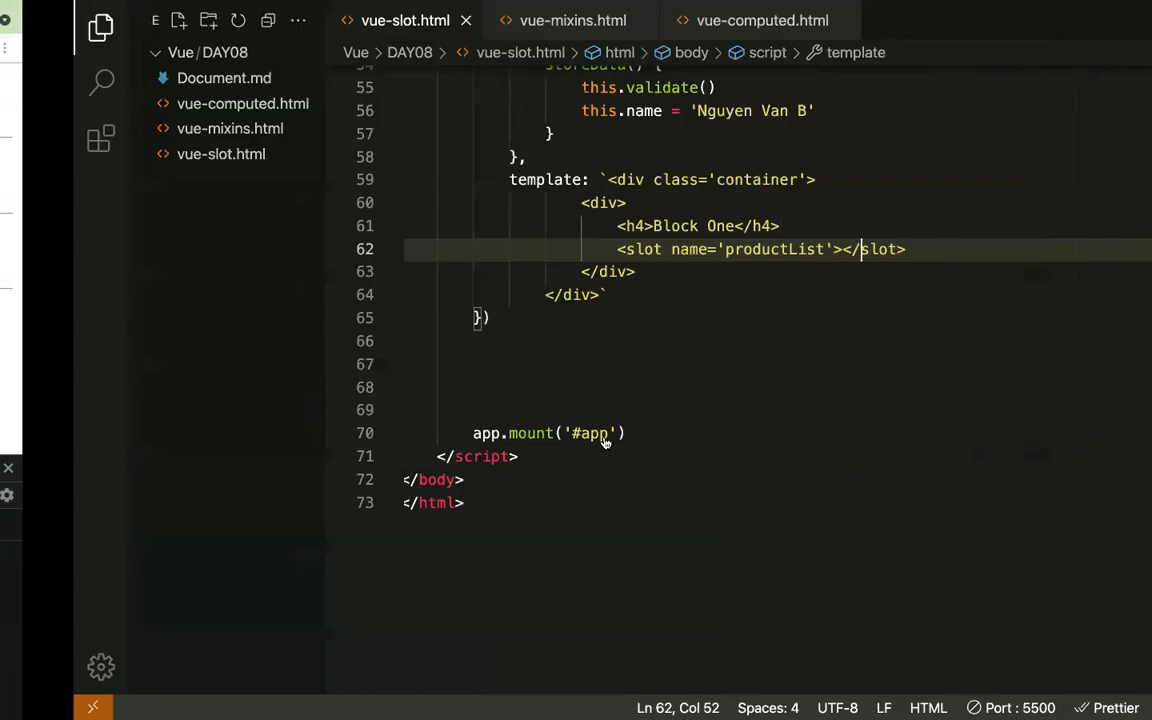 E
vue-slot.html
vue-mixins.html
vue-computed.html
Vue / DAY08
Vue > DAY08 > vue-slot.html > html > body > script > template
Document.md
vue-computed.html
vue-mixins.html
vue-slot.html
54 storeData() {
55 this.validate()
56 this.name = 'Nguyen Van B'
57 }
58 },
59 template: `<div class='container'>
60 <div>
61 <h4>Block One</h4>
62 <slot name='productList'></slot>
63 </div>
64 </div>`
65 })
66
67
68
69
70 app.mount('#app')
71 </script>
72 </body>
73 </html>
Ln 62, Col 52 Spaces: 4 UTF-8 LF HTML Port : 5500 Prettier